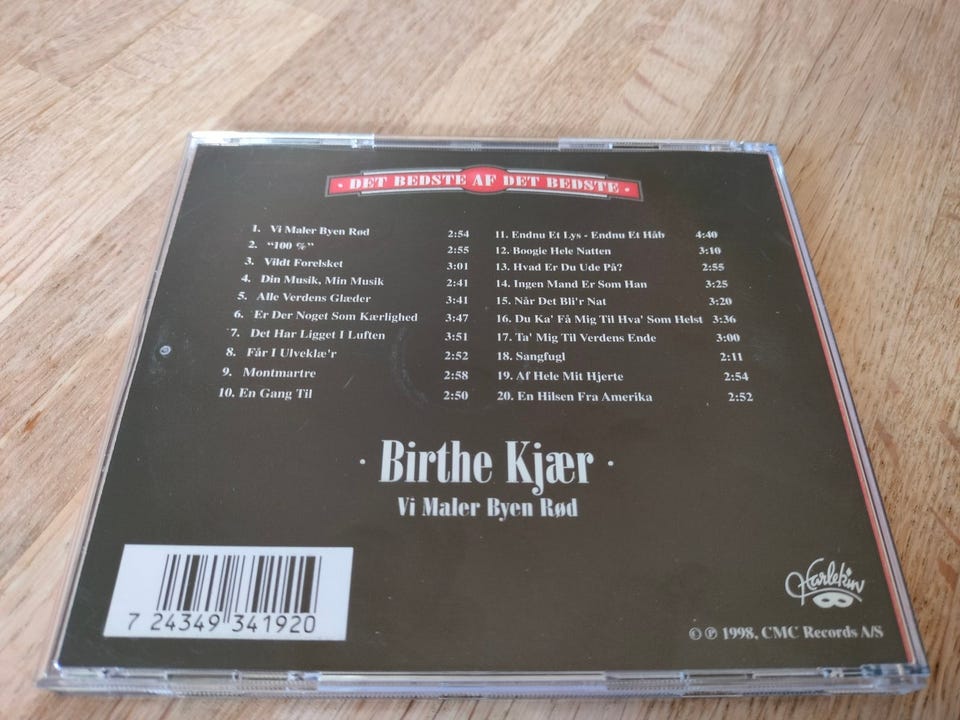 · DET BEDSTE AF DET BEDSTE ·
1. Vi Maler Byen Rød 2:54
2. "100 %" 2:55
3. Vildt Forelsket 3:01
4. Din Musik, Min Musik 2:41
5. Alle Verdens Glæder 3:41
6. Er Der Noget Som Kærlighed 3:47
7. Det Har Ligget I Luften 3:51
8. Får I Ulveklæ'r 2:52
9. Montmartre 2:58
10. En Gang Til 2:50
11. Endnu Et Lys - Endnu Et Håb 4:40
12. Boogie Hele Natten 3:10
13. Hvad Er Du Ude På? 2:55
14. Ingen Mand Er Som Han 3:25
15. Når Det Bli'r Nat 3:20
16. Du Ka' Få Mig Til Hva' Som Helst 3:36
17. Ta' Mig Til Verdens Ende 3:00
18. Sangfugl 2:11
19. Af Hele Mit Hjerte 2:54
20. En Hilsen Fra Amerika 2:52
· Birthe Kjær ·
Vi Maler Byen Rød
Harlekin
7 24349 341920
© ℗ 1998, CMC Records A/S